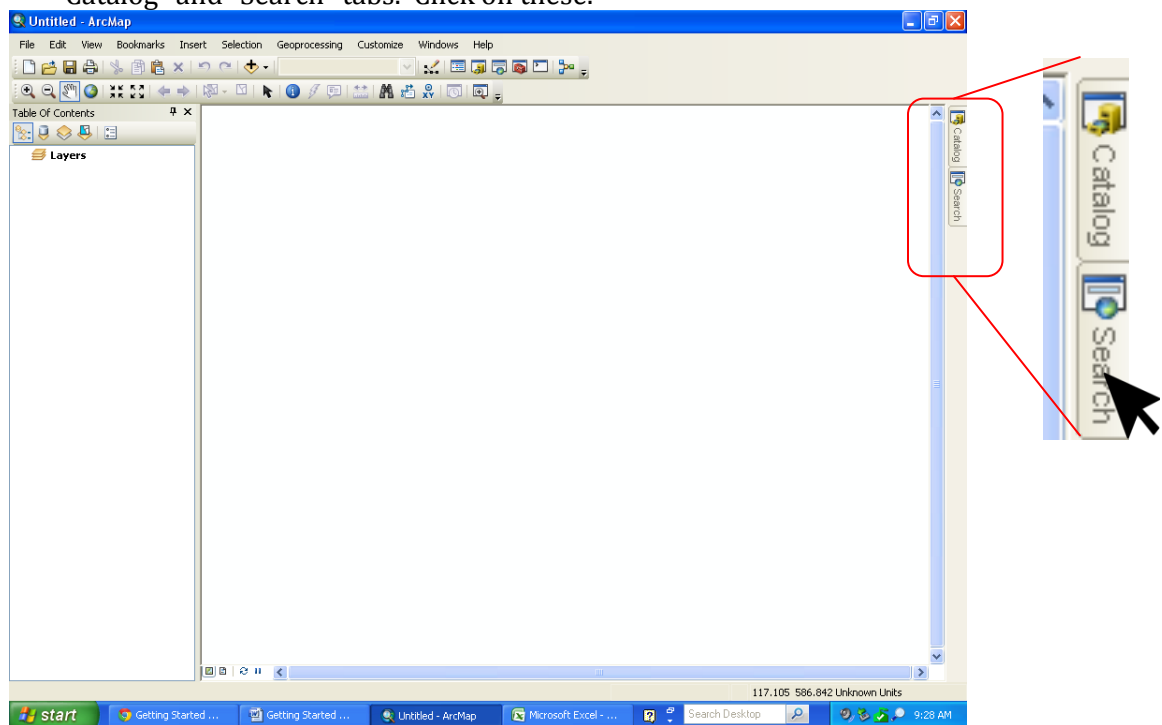 "Catalog" and "Search" tabs. Click on these.
Untitled - ArcMap
File Edit View Bookmarks Insert Selection Geoprocessing Customize Windows Help
Table Of Contents
Layers
Catalog
Search
Catalog
Search
117.105 586.842 Unknown Units
start
Getting Started ...
Getting Started ...
Untitled - ArcMap
Microsoft Excel - ...
Search Desktop
9:28 AM